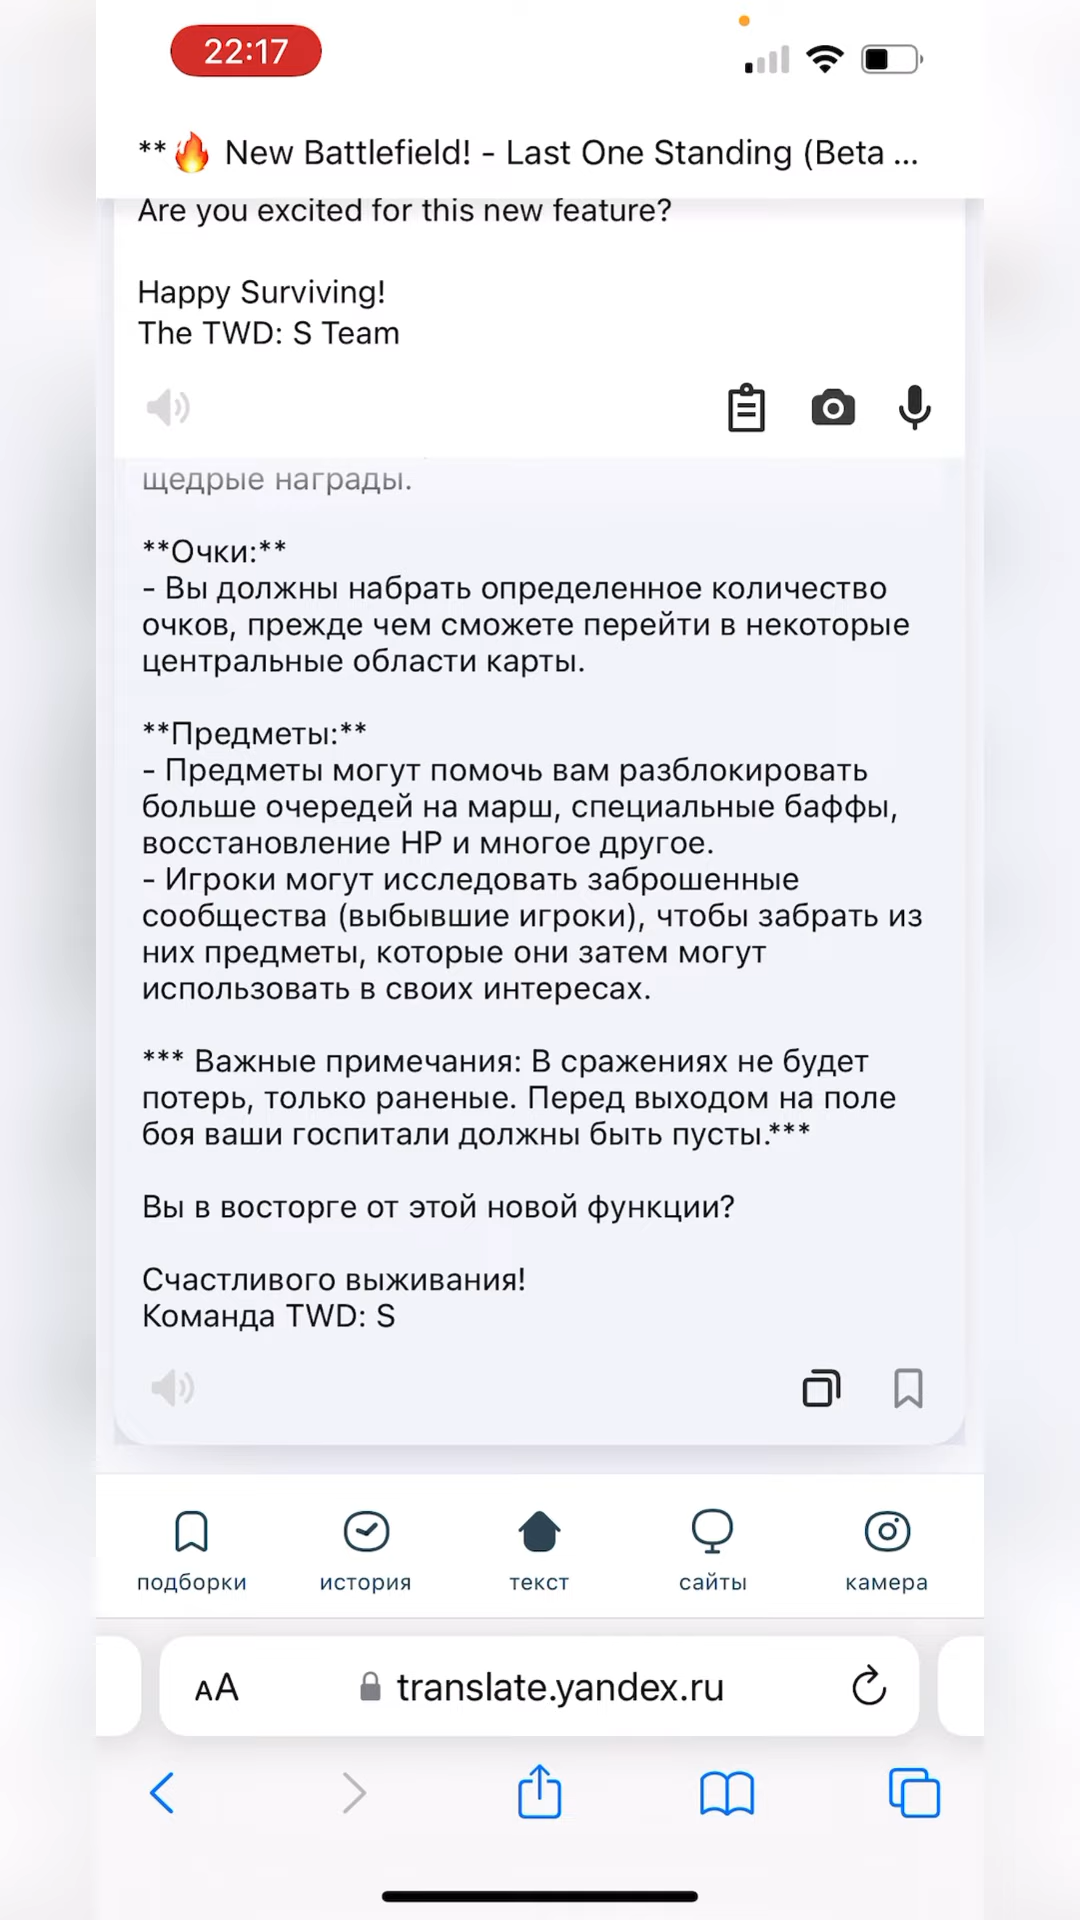 22:17
**🔥 New Battlefield! - Last One Standing (Beta ...
Are you excited for this new feature?
Happy Surviving!
The TWD: S Team
щедрые награды.
**Очки:**
- Вы должны набрать определенное количество
очков, прежде чем сможете перейти в некоторые
центральные области карты.
**Предметы:**
- Предметы могут помочь вам разблокировать
больше очередей на марш, специальные баффы,
восстановление HP и многое другое.
- Игроки могут исследовать заброшенные
сообщества (выбывшие игроки), чтобы забрать из
них предметы, которые они затем могут
использовать в своих интересах.
*** Важные примечания: В сражениях не будет
потерь, только раненые. Перед выходом на поле
боя ваши госпитали должны быть пусты.***
Вы в восторге от этой новой функции?
Счастливого выживания!
Команда TWD: S
подборки
история
текст
сайты
камера
AA
translate.yandex.ru